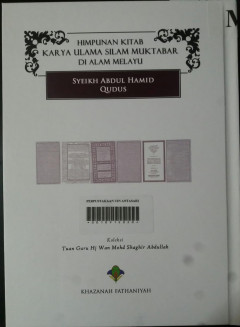 HIMPUNAN KITAB
KARYA ULAMA SILAM MUKTABAR
DI ALAM MELAYU
SYEIKH ABDUL HAMID
QUDUS
Koleksi
Tuan Guru Hj Wan Mohd Shaghir Abdullah
KHAZANAH FATHANIYAH